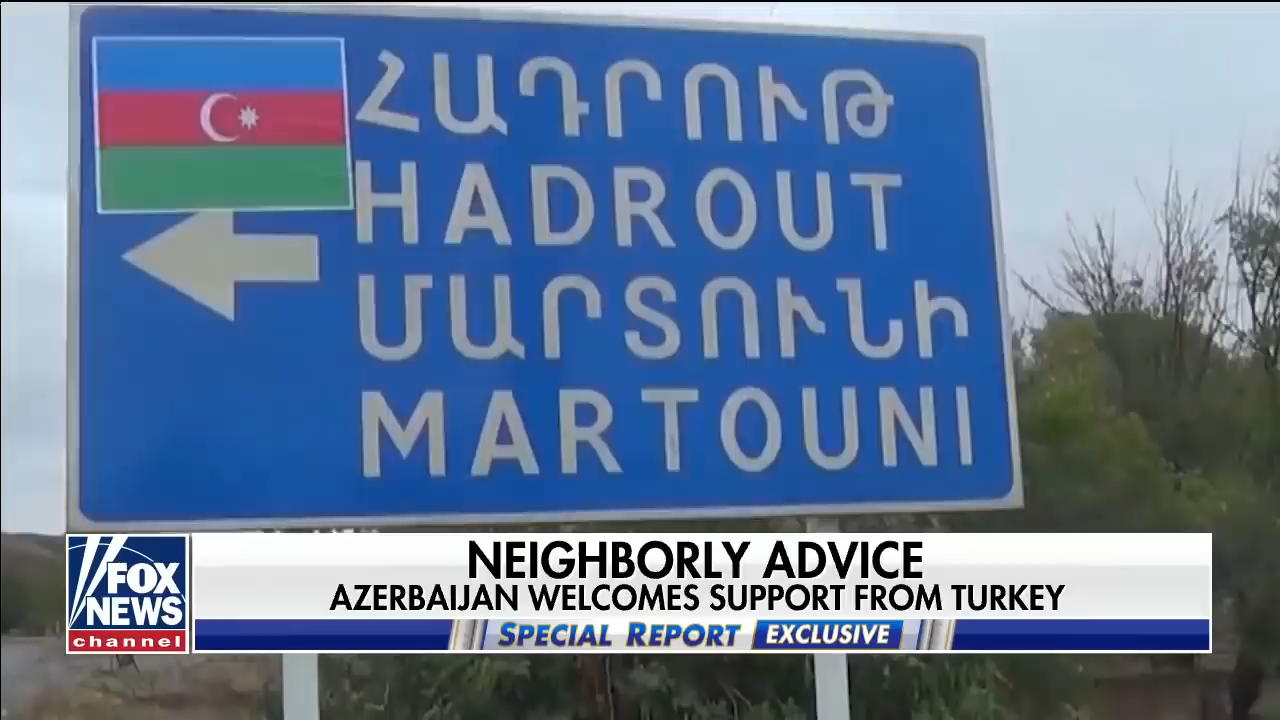 ՀԱԴՐՈՒԹ
HADROUT
ՄԱՐՏՈՒՆԻ
MARTOUNI
FOX
NEWS
channel
NEIGHBORLY ADVICE
AZERBAIJAN WELCOMES SUPPORT FROM TURKEY
SPECIAL REPORT EXCLUSIVE